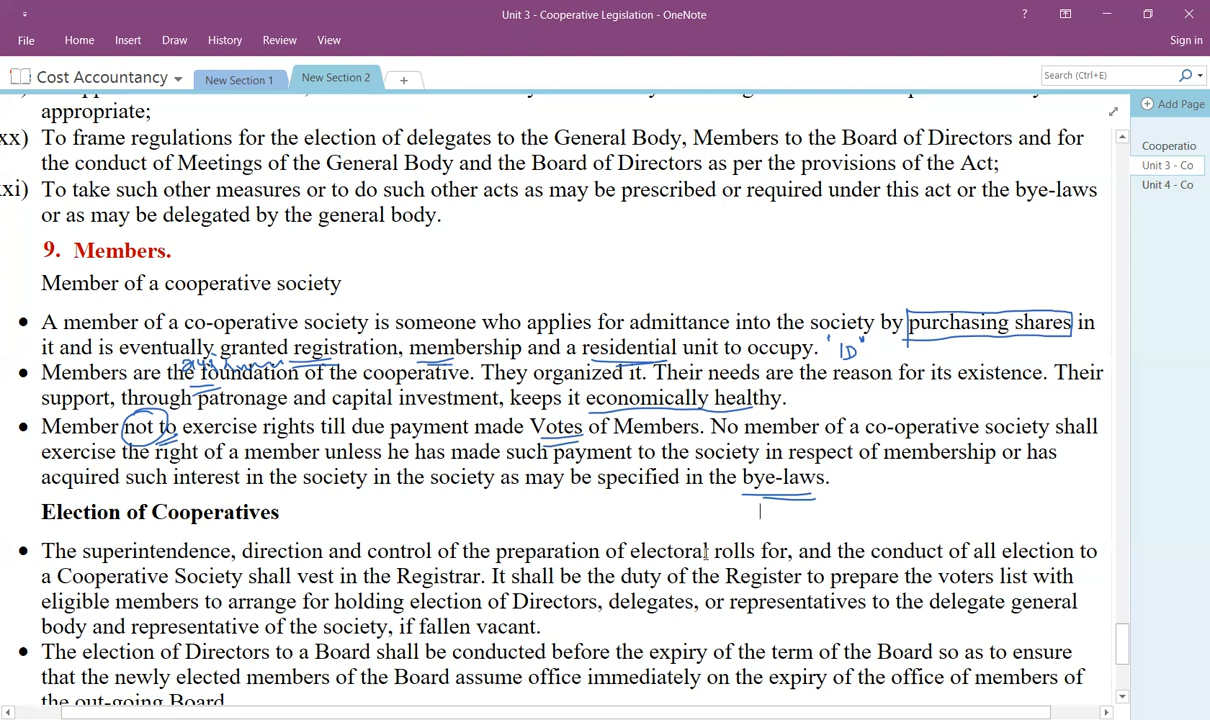 Unit 3 - Cooperative Legislation - OneNote
File Home Insert Draw History Review View Sign in
Cost Accountancy New Section 1 New Section 2 + Search (Ctrl+E)
Add Page
Cooperatio
Unit 3 - Co
Unit 4 - Co
appropriate;
xx) To frame regulations for the election of delegates to the General Body, Members to the Board of Directors and for
the conduct of Meetings of the General Body and the Board of Directors as per the provisions of the Act;
xi) To take such other measures or to do such other acts as may be prescribed or required under this act or the bye-laws
or as may be delegated by the general body.
9. Members.
Member of a cooperative society
• A member of a co-operative society is someone who applies for admittance into the society by purchasing shares in
it and is eventually granted registration, membership and a residential unit to occupy. "ID"
• Members are the foundation of the cooperative. They organized it. Their needs are the reason for its existence. Their
support, through patronage and capital investment, keeps it economically healthy.
• Member not to exercise rights till due payment made Votes of Members. No member of a co-operative society shall
exercise the right of a member unless he has made such payment to the society in respect of membership or has
acquired such interest in the society in the society as may be specified in the bye-laws.
Election of Cooperatives
• The superintendence, direction and control of the preparation of electoral rolls for, and the conduct of all election to
a Cooperative Society shall vest in the Registrar. It shall be the duty of the Register to prepare the voters list with
eligible members to arrange for holding election of Directors, delegates, or representatives to the delegate general
body and representative of the society, if fallen vacant.
• The election of Directors to a Board shall be conducted before the expiry of the term of the Board so as to ensure
that the newly elected members of the Board assume office immediately on the expiry of the office of members of
the out-going Board.